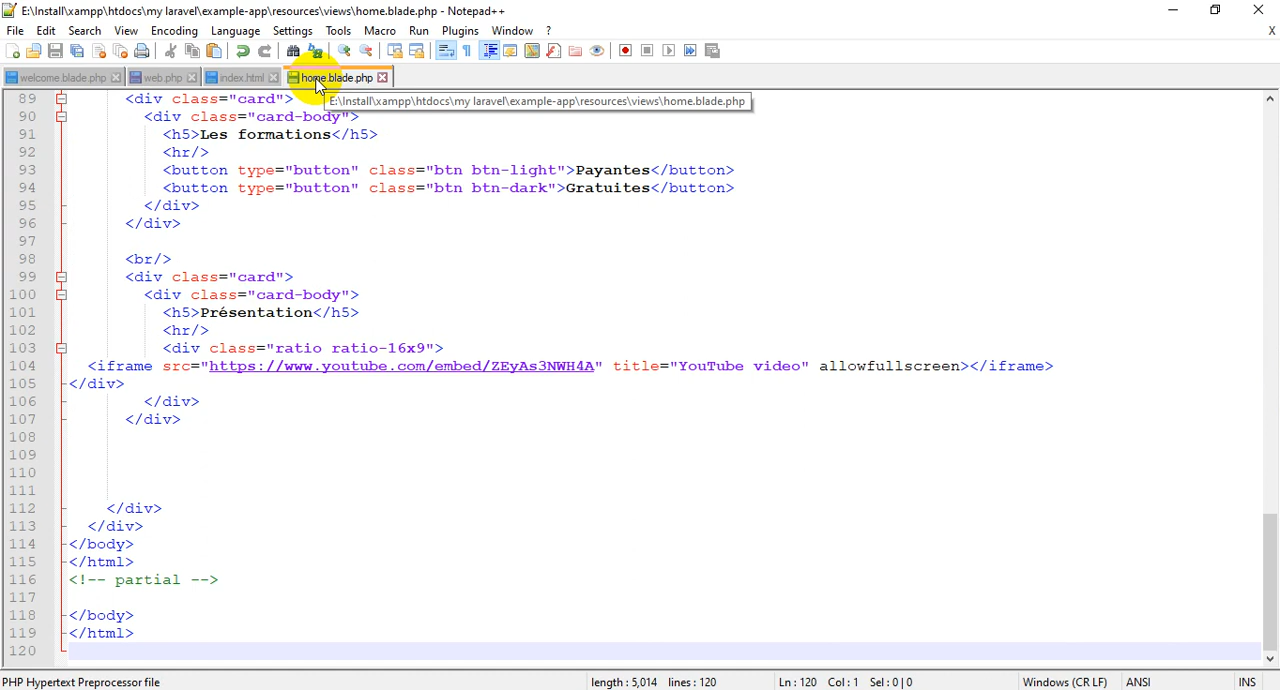 E:\Install\xampp\htdocs\my laravel\example-app\resources\views\home.blade.php - Notepad++
File Edit Search View Encoding Language Settings Tools Macro Run Plugins Window ?
X
welcome.blade.php web.php index.html home.blade.php
E:\Install\xampp\htdocs\my laravel\example-app\resources\views\home.blade.php
89 <div class="card">
90 <div class="card-body">
91 <h5>Les formations</h5>
92 <hr/>
93 <button type="button" class="btn btn-light">Payantes</button>
94 <button type="button" class="btn btn-dark">Gratuites</button>
95 </div>
96 </div>
97
98 <br/>
99 <div class="card">
100 <div class="card-body">
101 <h5>Présentation</h5>
102 <hr/>
103 <div class="ratio ratio-16x9">
104 <iframe src="https://www.youtube.com/embed/ZEyAs3NWH4A" title="YouTube video" allowfullscreen></iframe>
105 </div>
106 </div>
107 </div>
108
109
110
111
112 </div>
113 </div>
114 </body>
115 </html>
116 <!-- partial -->
117
118 </body>
119 </html>
120
PHP Hypertext Preprocessor file length : 5,014 lines : 120 Ln : 120 Col : 1 Sel : 0 | 0 Windows (CR LF) ANSI INS